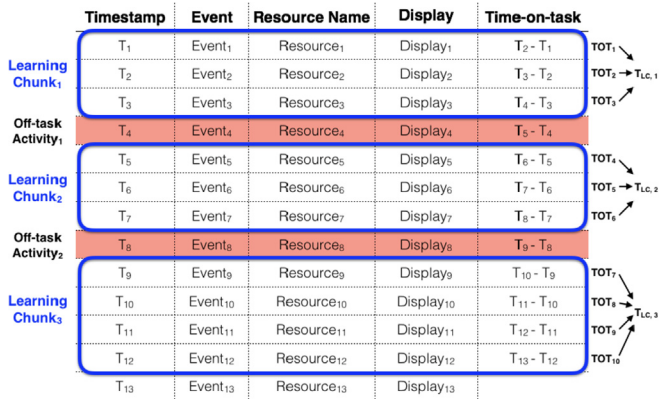 Timestamp Event Resource Name Display Time-on-task
T₁ Event₁ Resource₁ Display₁ T₂ - T₁ TOT₁
Learning Chunk₁ T₂ Event₂ Resource₂ Display₂ T₃ - T₂ TOT₂ T_LC, 1
T₃ Event₃ Resource₃ Display₃ T₄ - T₃ TOT₃
Off-task Activity₁ T₄ Event₄ Resource₄ Display₄ T₅ - T₄
T₅ Event₅ Resource₅ Display₅ T₆ - T₅ TOT₄
Learning Chunk₂ T₆ Event₆ Resource₆ Display₆ T₇ - T₆ TOT₅ T_LC, 2
T₇ Event₇ Resource₇ Display₇ T₈ - T₇ TOT₆
Off-task Activity₂ T₈ Event₈ Resource₈ Display₈ T₉ - T₈
T₉ Event₉ Resource₉ Display₉ T₁₀ - T₉ TOT₇
Learning Chunk₃ T₁₀ Event₁₀ Resource₁₀ Display₁₀ T₁₁ - T₁₀ TOT₈ T_LC, 3
T₁₁ Event₁₁ Resource₁₁ Display₁₁ T₁₂ - T₁₁ TOT₉
T₁₂ Event₁₂ Resource₁₂ Display₁₂ T₁₃ - T₁₂ TOT₁₀
T₁₃ Event₁₃ Resource₁₃ Display₁₃